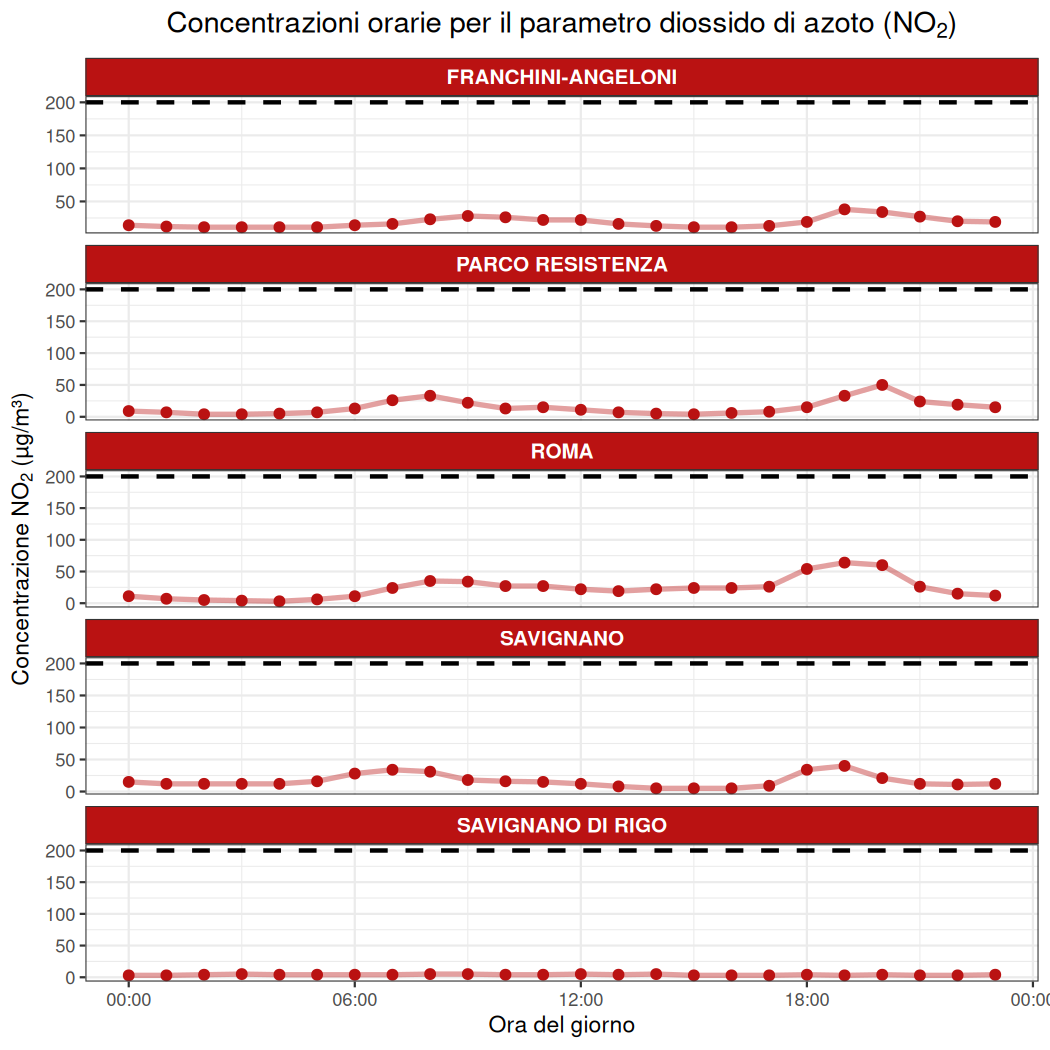 Concentrazioni orarie per il parametro diossido di azoto (NO₂)
FRANCHINI-ANGELONI
200
150
100
50
PARCO RESISTENZA
200
150
100
50
0
ROMA
200
150
100
50
0
SAVIGNANO
200
150
100
50
0
SAVIGNANO DI RIGO
200
150
100
50
0
Concentrazione NO₂ (µg/m³)
00:00 06:00 12:00 18:00 00:0
Ora del giorno